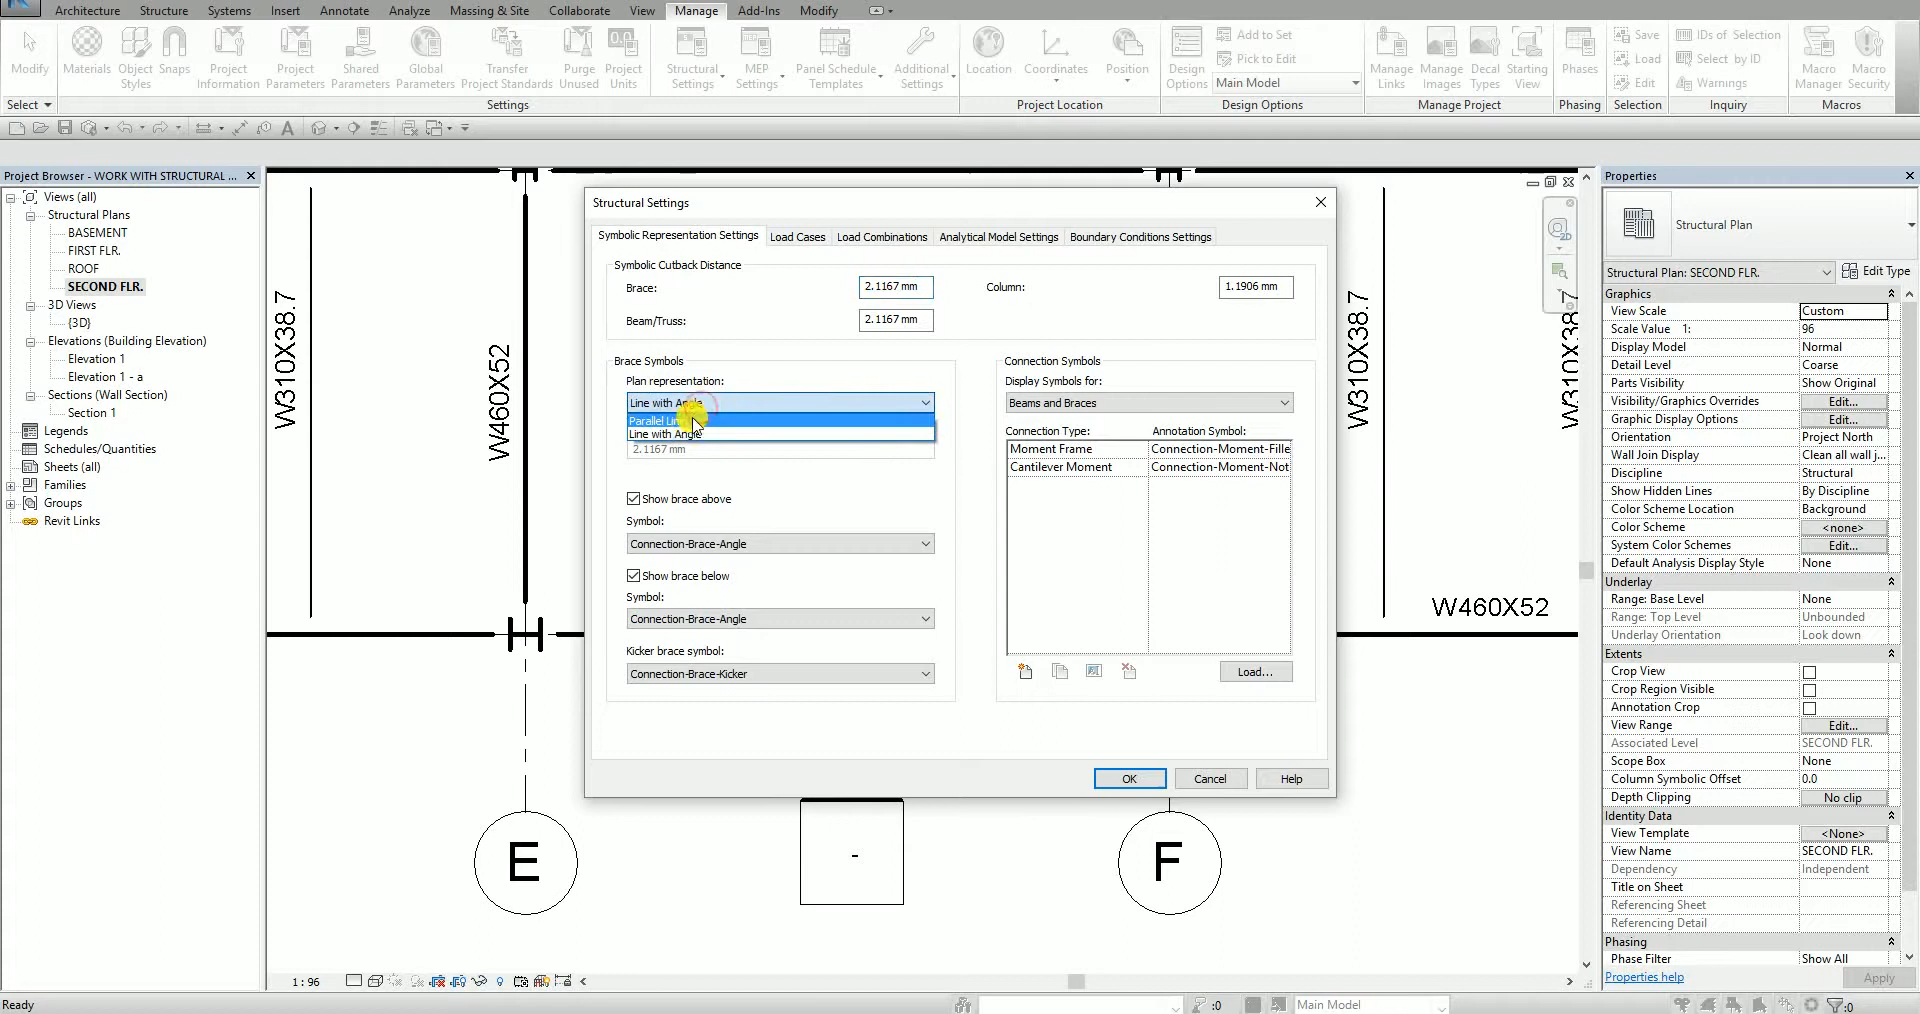 Architecture Structure Systems Insert Annotate Analyze Massing & Site Collaborate View Manage Add-Ins Modify
Modify Materials Object Styles Snaps Project Information Project Parameters Shared Parameters Global Parameters Transfer Project Standards Purge Unused Project Units Structural Settings MEP Settings Panel Schedule Templates Additional Settings Location Coordinates Position Design Options Add to Set Pick to Edit Main Model Manage Links Manage Images Decal Types Starting View Phases Save Load Edit IDs of Selection Select by ID Warnings Macro Manager Macro Security
Select Settings Project Location Design Options Manage Project Phasing Selection Inquiry Macros
Project Browser - WORK WITH STRUCTURAL ...
Views (all)
Structural Plans
BASEMENT
FIRST FLR.
ROOF
SECOND FLR.
3D Views
{3D}
Elevations (Building Elevation)
Elevation 1
Elevation 1 - a
Sections (Wall Section)
Section 1
Legends
Schedules/Quantities
Sheets (all)
Families
Groups
Revit Links
W310X38.7
W460X52
Structural Settings
Symbolic Representation Settings Load Cases Load Combinations Analytical Model Settings Boundary Conditions Settings
Symbolic Cutback Distance
Brace: 2.1167 mm Column: 1.1906 mm
Beam/Truss: 2.1167 mm
Brace Symbols
Plan representation:
Line with Angle
Line with Angle
2.1167 mm
Show brace above
Symbol:
Connection-Brace-Angle
Show brace below
Symbol:
Connection-Brace-Angle
Kicker brace symbol:
Connection-Brace-Kicker
Connection Symbols
Display Symbols for:
Beams and Braces
Connection Type: Annotation Symbol:
Moment Frame Connection-Moment-Fille
Cantilever Moment Connection-Moment-Not
Load...
OK Cancel Help
W310X38.7
W460X52
E
-
F
1 : 96
Properties
Structural Plan
Structural Plan: SECOND FLR. Edit Type
Graphics
View Scale Custom
Scale Value 1: 96
Display Model Normal
Detail Level Coarse
Parts Visibility Show Original
Visibility/Graphics Overrides Edit...
Graphic Display Options Edit...
Orientation Project North
Wall Join Display Clean all wall j...
Discipline Structural
Show Hidden Lines By Discipline
Color Scheme Location Background
Color Scheme <none>
System Color Schemes Edit...
Default Analysis Display Style None
Underlay
Range: Base Level None
Range: Top Level Unbounded
Underlay Orientation Look down
Extents
Crop View
Crop Region Visible
Annotation Crop
View Range Edit...
Associated Level SECOND FLR.
Scope Box None
Column Symbolic Offset 0.0
Depth Clipping No clip
Identity Data
View Template <None>
View Name SECOND FLR.
Dependency Independent
Title on Sheet
Referencing Sheet
Referencing Detail
Phasing
Phase Filter Show All
Properties help Apply
Ready :0 Main Model :0